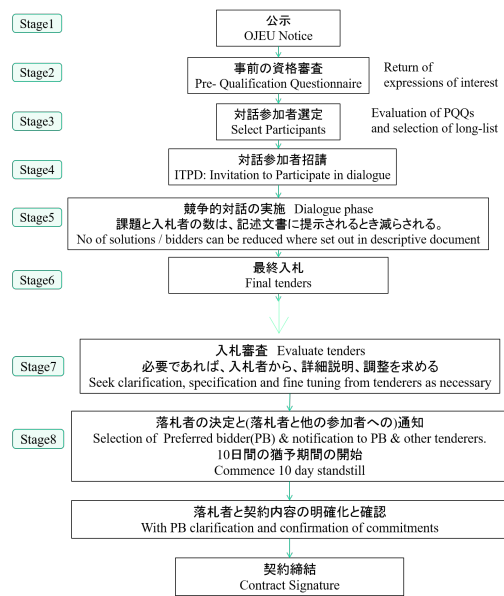 Stage1
公示
OJEU Notice
Stage2
事前の資格審査
Pre- Qualification Questionnaire
Return of
expressions of interest
Stage3
対話参加者選定
Select Participants
Evaluation of PQQs
and selection of long-list
Stage4
対話参加者招請
ITPD: Invitation to Participate in dialogue
Stage5
競争的対話の実施 Dialogue phase
課題と入札者の数は、記述文書に提示されるとき減らされる。
No of solutions / bidders can be reduced where set out in descriptive document
Stage6
最終入札
Final tenders
Stage7
入札審査 Evaluate tenders
必要であれば、入札者から、詳細説明、調整を求める
Seek clarification, specification and fine tuning from tenderers as necessary
Stage8
落札者の決定と(落札者と他の参加者への)通知
Selection of Preferred bidder(PB) & notification to PB & other tenderers.
10日間の猶予期間の開始
Commence 10 day standstill
落札者と契約内容の明確化と確認
With PB clarification and confirmation of commitments
契約締結
Contract Signature